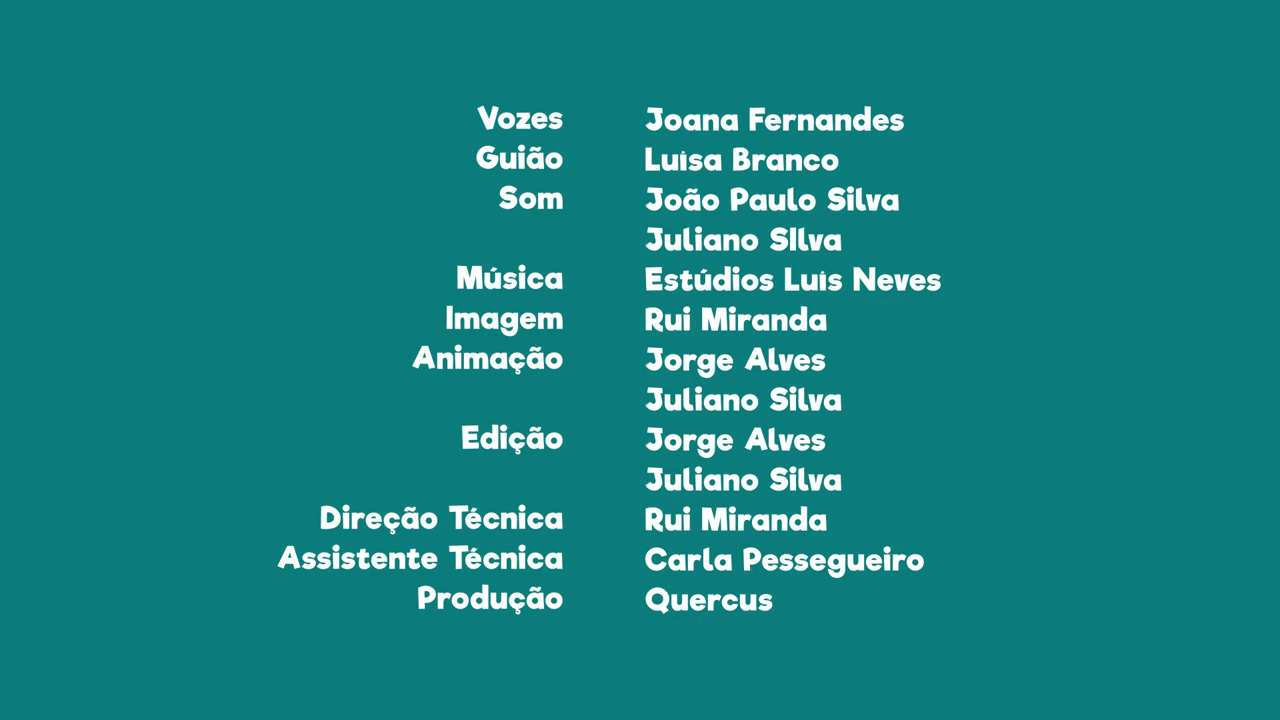 Vozes Joana Fernandes
Guião Luísa Branco
Som João Paulo Silva
Juliano SIlva
Música Estúdios Luís Neves
Imagem Rui Miranda
Animação Jorge Alves
Juliano Silva
Edição Jorge Alves
Juliano Silva
Direção Técnica Rui Miranda
Assistente Técnica Carla Pessegueiro
Produção Quercus